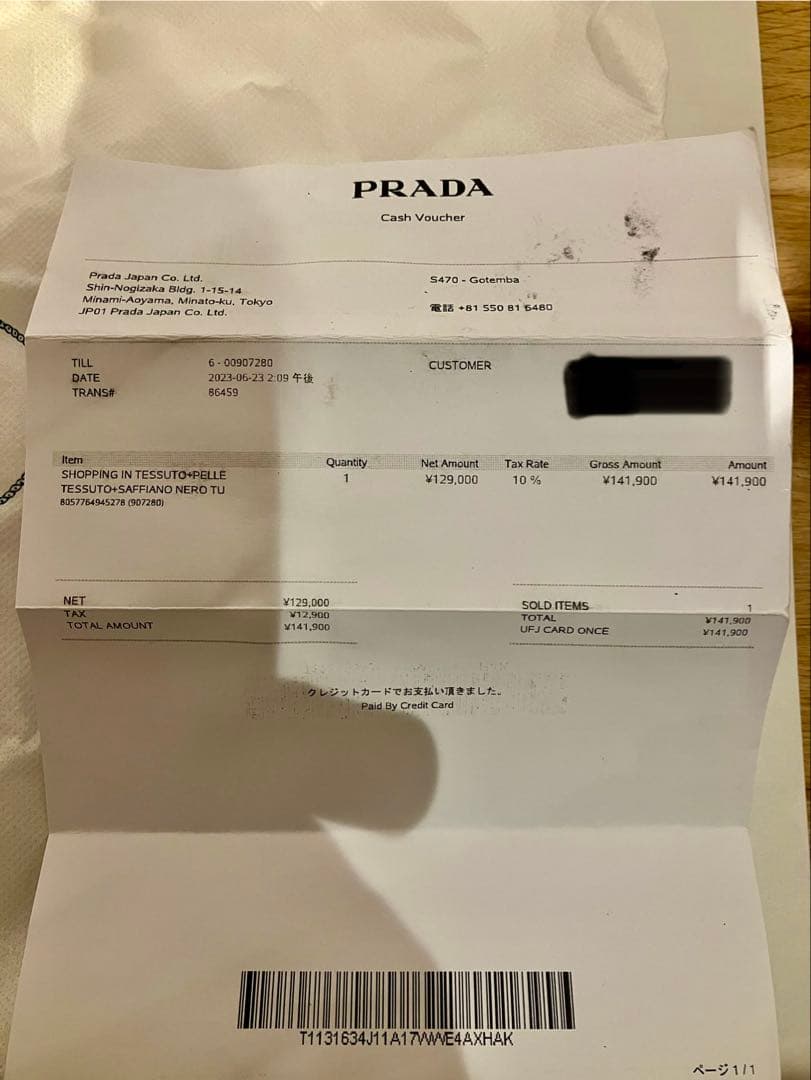 PRADA
Cash Voucher
Prada Japan Co. Ltd.
Shin-Nogizaka Bldg. 1-15-14
Minami-Aoyama, Minato-ku, Tokyo
JP01 Prada Japan Co. Ltd.
S470 - Gotemba
電話 +81 550 81 6480
TILL 6 - 00907280
DATE 2023-06-23 2:09 午後
TRANS# 86459
CUSTOMER
Item Quantity Net Amount Tax Rate Gross Amount Amount
SHOPPING IN TESSUTO+PELLE 1 ¥129,000 10 % ¥141,900 ¥141,900
TESSUTO+SAFFIANO NERO TU
8057764945278 (907280)
NET ¥129,000
TAX ¥12,900
TOTAL AMOUNT ¥141,900
SOLD ITEMS 1
TOTAL ¥141,900
UFJ CARD ONCE ¥141,900
クレジットカードでお支払い頂きました。
Paid By Credit Card
ページ 1 / 1